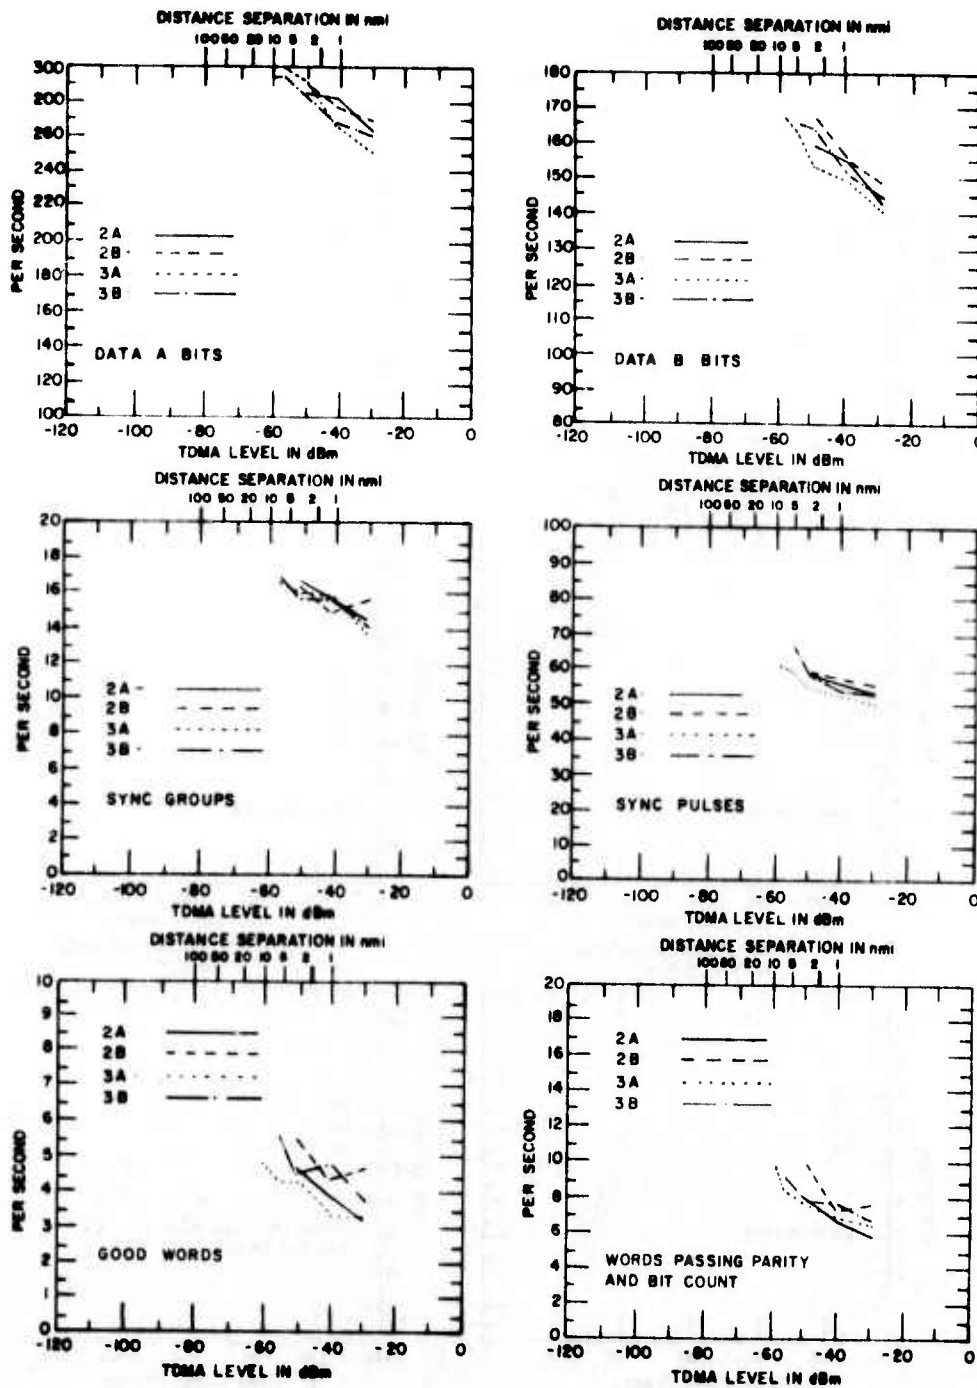 DISTANCE SEPARATION IN nmi
100 50 20 10 5 2 1
300
280
260
240
220
200
180
160
140
120
100
PER SECOND
2A
2B
3A
3B
DATA A BITS
-120 -100 -80 -60 -40 -20 0
TDMA LEVEL IN dBm
DISTANCE SEPARATION IN nmi
100 50 20 10 5 2 1
180
170
160
150
140
130
115
100
90
80
PER SECOND
2A
2B
3A
3B
DATA B BITS
-120 -100 -80 -60 -40 -20 0
TDMA LEVEL IN dBm
DISTANCE SEPARATION IN nmi
100 50 20 10 5 2 1
20
18
16
14
12
10
8
6
4
2
0
PER SECOND
2A
2B
3A
3B
SYNC GROUPS
-120 -100 -80 -60 -40 -20 0
TDMA LEVEL IN dBm
DISTANCE SEPARATION IN nmi
100 50 20 10 5 2 1
100
90
80
70
60
50
40
35
20
10
0
PER SECOND
2A
2B
3A
3B
SYNC PULSES
-120 -100 -80 -60 -40 -20 0
TDMA LEVEL IN dBm
DISTANCE SEPARATION IN nmi
100 50 20 10 5 2 1
10
9
8
7
6
5
4
3
2
1
0
PER SECOND
2A
2B
3A
3B
GOOD WORDS
-120 -100 -80 -60 -40 -20 0
TDMA LEVEL IN dBm
DISTANCE SEPARATION IN nmi
100 50 20 10 5 2 1
20
18
16
14
12
10
8
6
4
2
0
PER SECOND
2A
2B
3A
3B
WORDS PASSING PARITY
AND BIT COUNT
-120 -100 -80 -60 -40 -20 0
TDMA LEVEL IN dBm